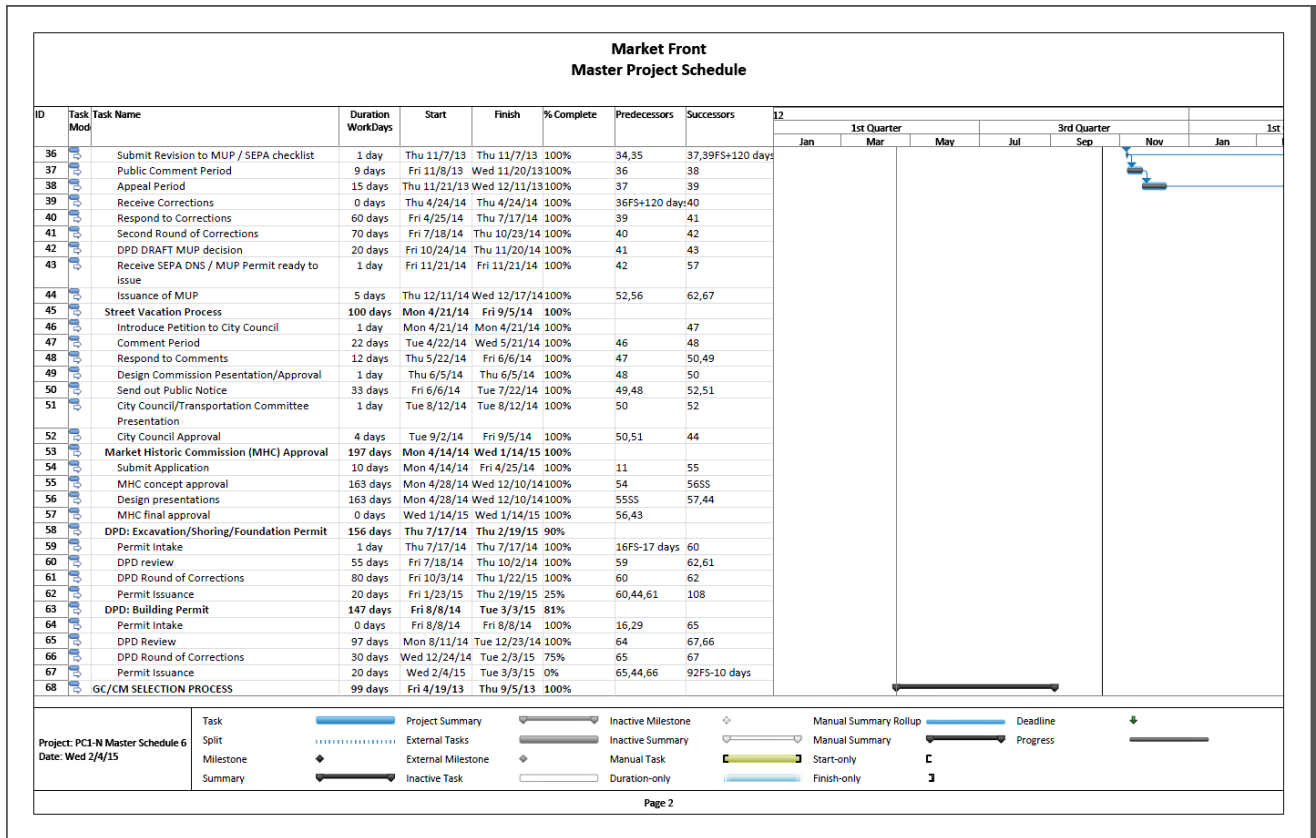 Market Front
Master Project Schedule
ID Task Mod Task Name Duration WorkDays Start Finish % Complete Predecessors Successors 12
1st Quarter 3rd Quarter 1st
Jan Mar May Jul Sep Nov Jan
36 Submit Revision to MUP / SEPA checklist 1 day Thu 11/7/13 Thu 11/7/13 100% 34,35 37,39FS+120 days
37 Public Comment Period 9 days Fri 11/8/13 Wed 11/20/13 100% 36 38
38 Appeal Period 15 days Thu 11/21/13 Wed 12/11/13 100% 37 39
39 Receive Corrections 0 days Thu 4/24/14 Thu 4/24/14 100% 36FS+120 days 40
40 Respond to Corrections 60 days Fri 4/25/14 Thu 7/17/14 100% 39 41
41 Second Round of Corrections 70 days Fri 7/18/14 Thu 10/23/14 100% 40 42
42 DPD DRAFT MUP decision 20 days Fri 10/24/14 Thu 11/20/14 100% 41 43
43 Receive SEPA DNS / MUP Permit ready to 1 day Fri 11/21/14 Fri 11/21/14 100% 42 57
issue
44 Issuance of MUP 5 days Thu 12/11/14 Wed 12/17/14 100% 52,56 62,67
45 Street Vacation Process 100 days Mon 4/21/14 Fri 9/5/14 100%
46 Introduce Petition to City Council 1 day Mon 4/21/14 Mon 4/21/14 100% 47
47 Comment Period 22 days Tue 4/22/14 Wed 5/21/14 100% 46 48
48 Respond to Comments 12 days Thu 5/22/14 Fri 6/6/14 100% 47 50,49
49 Design Commission Pesentation/Approval 1 day Thu 6/5/14 Thu 6/5/14 100% 48 50
50 Send out Public Notice 33 days Fri 6/6/14 Tue 7/22/14 100% 49,48 52,51
51 City Council/Transportation Committee 1 day Tue 8/12/14 Tue 8/12/14 100% 50 52
Presentation
52 City Council Approval 4 days Tue 9/2/14 Fri 9/5/14 100% 50,51 44
53 Market Historic Commission (MHC) Approval 197 days Mon 4/14/14 Wed 1/14/15 100%
54 Submit Application 10 days Mon 4/14/14 Fri 4/25/14 100% 11 55
55 MHC concept approval 163 days Mon 4/28/14 Wed 12/10/14 100% 54 56SS
56 Design presentations 163 days Mon 4/28/14 Wed 12/10/14 100% 55SS 57,44
57 MHC final approval 0 days Wed 1/14/15 Wed 1/14/15 100% 56,43
58 DPD: Excavation/Shoring/Foundation Permit 156 days Thu 7/17/14 Thu 2/19/15 90%
59 Permit Intake 1 day Thu 7/17/14 Thu 7/17/14 100% 16FS-17 days 60
60 DPD review 55 days Fri 7/18/14 Thu 10/2/14 100% 59 62,61
61 DPD Round of Corrections 80 days Fri 10/3/14 Thu 1/22/15 100% 60 62
62 Permit Issuance 20 days Fri 1/23/15 Thu 2/19/15 25% 60,44,61 108
63 DPD: Building Permit 147 days Fri 8/8/14 Tue 3/3/15 81%
64 Permit Intake 0 days Fri 8/8/14 Fri 8/8/14 100% 16,29 65
65 DPD Review 97 days Mon 8/11/14 Tue 12/23/14 100% 64 67,66
66 DPD Round of Corrections 30 days Wed 12/24/14 Tue 2/3/15 75% 65 67
67 Permit Issuance 20 days Wed 2/4/15 Tue 3/3/15 0% 65,44,66 92FS-10 days
68 GC/CM SELECTION PROCESS 99 days Fri 4/19/13 Thu 9/5/13 100%
Project: PC1-N Master Schedule 6
Date: Wed 2/4/15
Task Project Summary Inactive Milestone Manual Summary Rollup Deadline
Split External Tasks Inactive Summary Manual Summary Progress
Milestone External Milestone Manual Task Start-only
Summary Inactive Task Duration-only Finish-only
Page 2